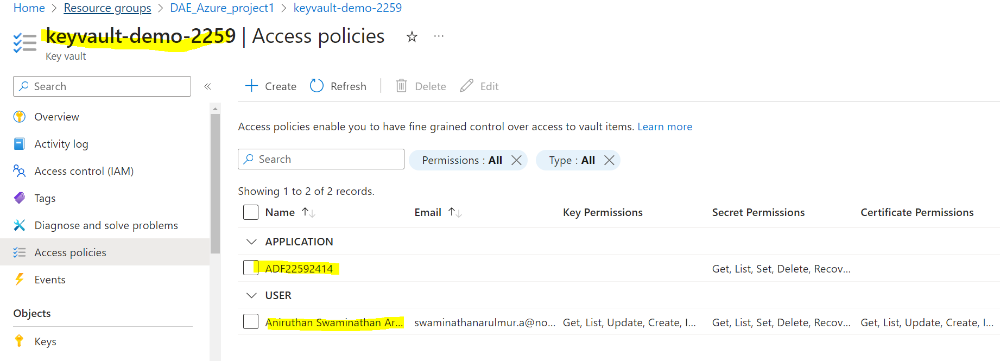 Home > Resource groups > DAE_Azure_project1 > keyvault-demo-2259
keyvault-demo-2259 | Access policies ☆ ...
Key vault
Search «
Create Refresh | Delete Edit
Overview
Activity log
Access control (IAM)
Tags
Diagnose and solve problems
Access policies
Events
Objects
Keys
Access policies enable you to have fine grained control over access to vault items. Learn more
Search Permissions : All Type : All
Showing 1 to 2 of 2 records.
Name ↑↓ Email ↑↓ Key Permissions Secret Permissions Certificate Permissions
APPLICATION
ADF22592414 Get, List, Set, Delete, Recov...
USER
Aniruthan Swaminathan Ar... swaminathanarulmur.a@no... Get, List, Update, Create, I... Get, List, Set, Delete, Recov... Get, List, Update, Create, I...